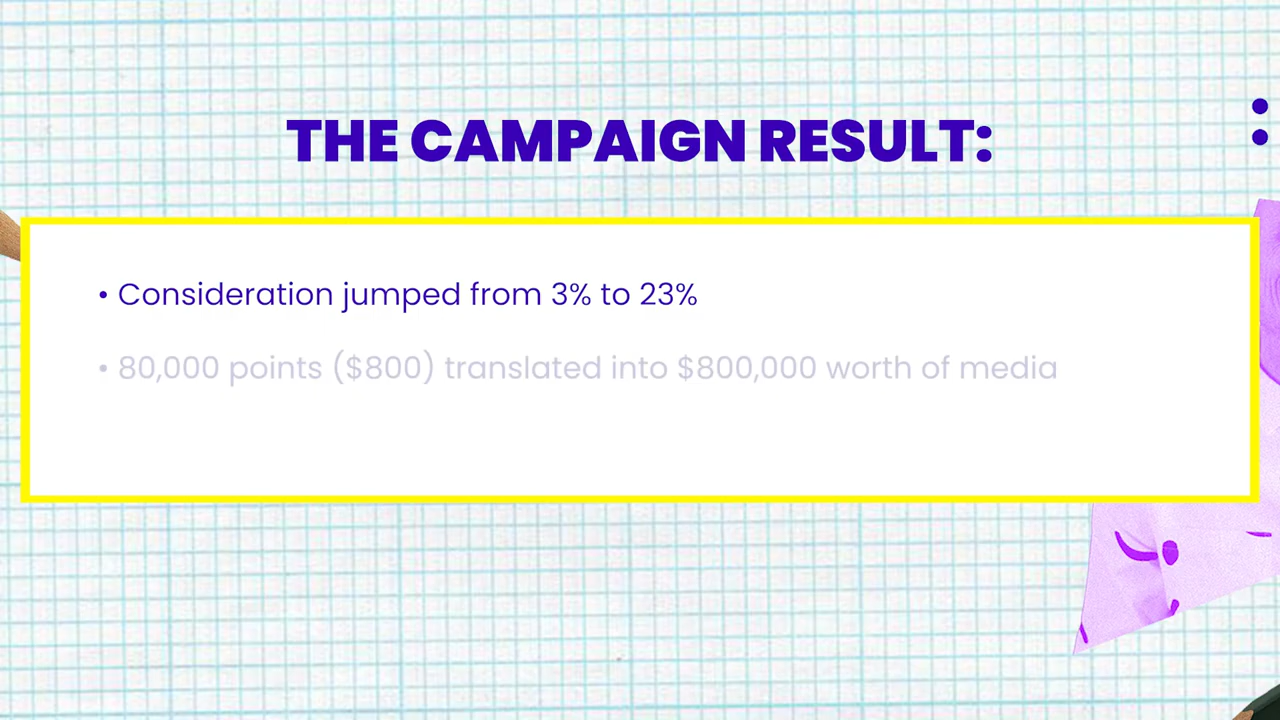 THE CAMPAIGN RESULT:
• Consideration jumped from 3% to 23%
• 80,000 points ($800) translated into $800,000 worth of media